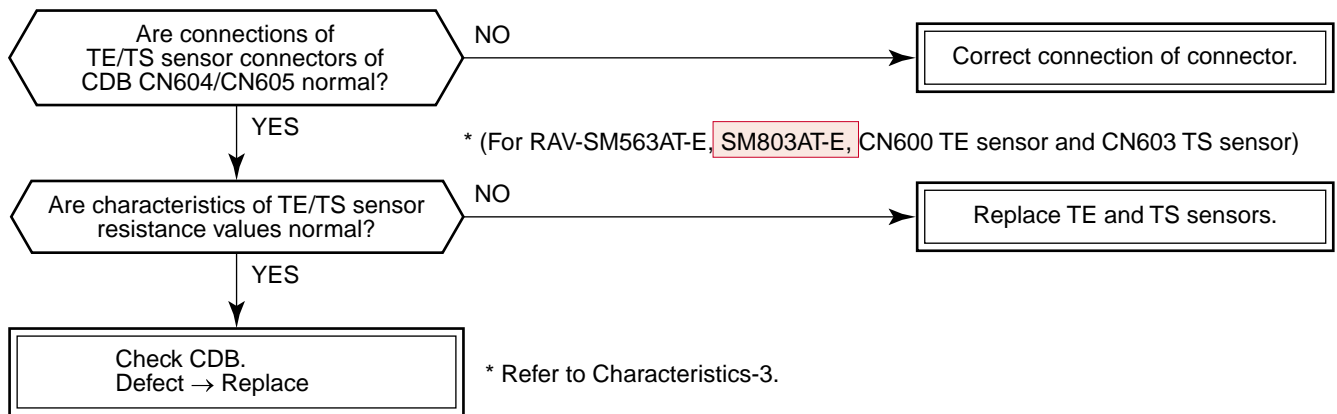 Are connections of
TE/TS sensor connectors of
CDB CN604/CN605 normal?
NO
Correct connection of connector.
YES
* (For RAV-SM563AT-E, SM803AT-E, CN600 TE sensor and CN603 TS sensor)
Are characteristics of TE/TS sensor
resistance values normal?
NO
Replace TE and TS sensors.
YES
Check CDB.
Defect → Replace
* Refer to Characteristics-3.